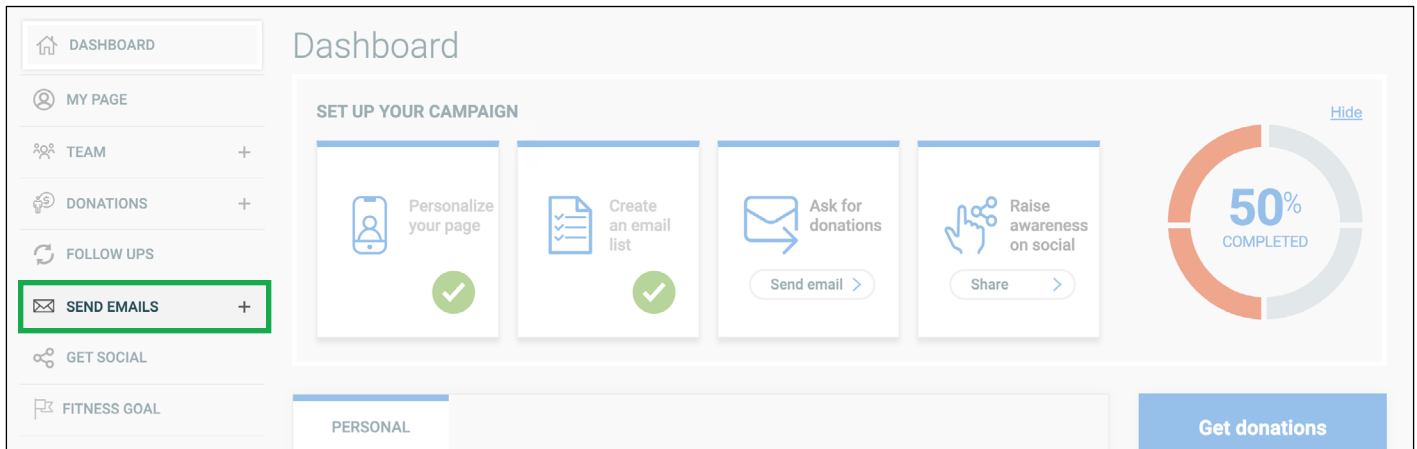 DASHBOARD
MY PAGE
TEAM +
DONATIONS +
FOLLOW UPS
SEND EMAILS +
GET SOCIAL
FITNESS GOAL
Dashboard
SET UP YOUR CAMPAIGN
Hide
Personalize
your page
Create
an email
list
Ask for
donations
Send email >
Raise
awareness
on social
Share >
50%
COMPLETED
PERSONAL
Get donations